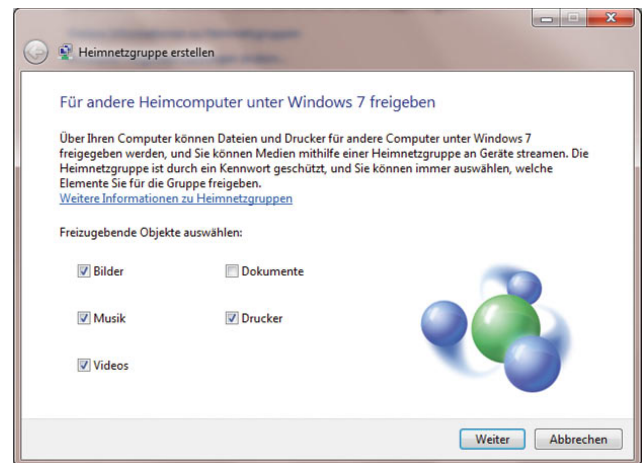 Heimnetzgruppe erstellen
Für andere Heimcomputer unter Windows 7 freigeben
Über Ihren Computer können Dateien und Drucker für andere Computer unter Windows 7
freigegeben werden, und Sie können Medien mithilfe einer Heimnetzgruppe an Geräte streamen. Die
Heimnetzgruppe ist durch ein Kennwort geschützt, und Sie können immer auswählen, welche
Elemente Sie für die Gruppe freigeben.
Weitere Informationen zu Heimnetzgruppen
Freizugebende Objekte auswählen:
Bilder Dokumente
Musik Drucker
Videos
Weiter Abbrechen